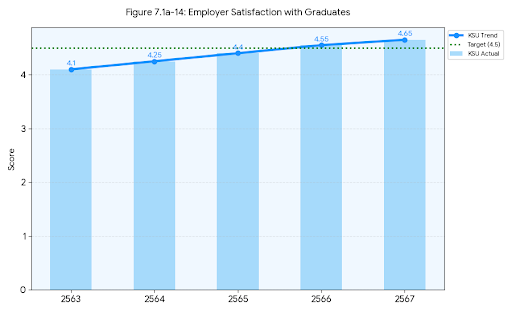 Figure 7.1a-14: Employer Satisfaction with Graduates
4.1
4.25
4.4
4.55
4.65
KSU Trend
Target (4.5)
KSU Actual
Score
4
3
2
1
0
2563 2564 2565 2566 2567